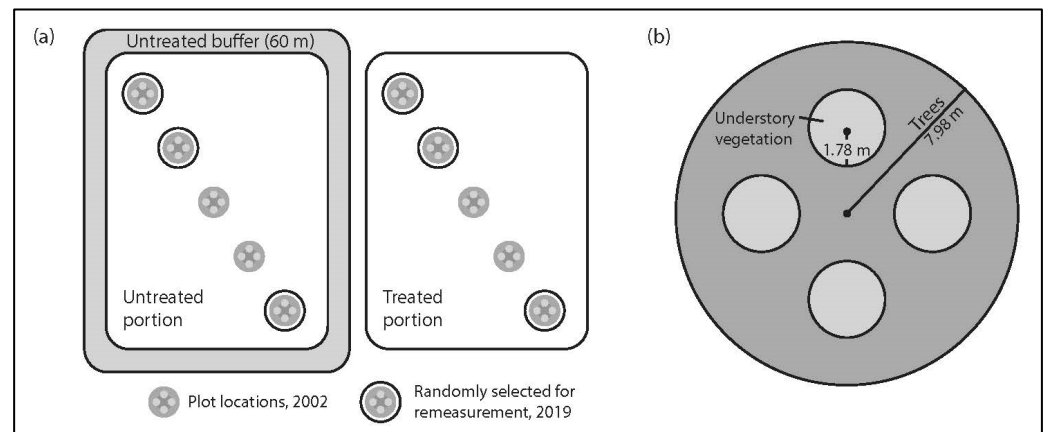 (a)
Untreated buffer (60 m)
Untreated
portion
Treated
portion
Plot locations, 2002
Randomly selected for
remeasurement, 2019
(b)
Understory
vegetation
1.78 m
Trees
7.98 m